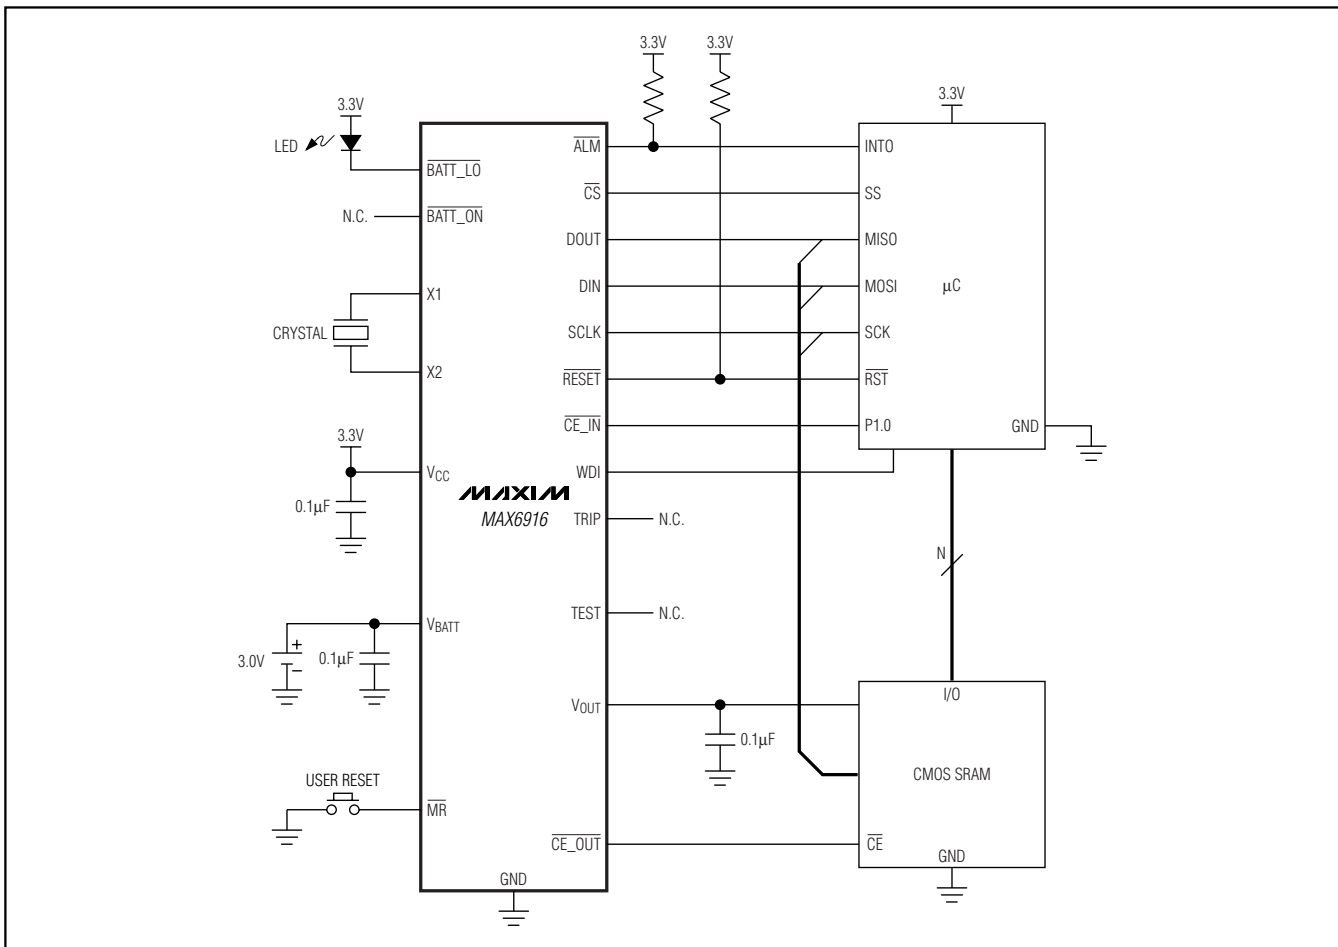 3.3V
3.3V
3.3V
3.3V
LED
BATT_LO
ALM
INTO
CS
SS
N.C.
BATT_ON
DOUT
MISO
X1
DIN
MOSI
µC
CRYSTAL
SCLK
SCK
X2
RESET
RST
CE_IN
P1.0
GND
3.3V
VCC
WDI
0.1µF
MAXIM
MAX6916
TRIP
N.C.
N
TEST
N.C.
VBATT
3.0V
+
–
0.1µF
VOUT
I/O
0.1µF
CMOS SRAM
USER RESET
MR
CE_OUT
CE
GND
GND